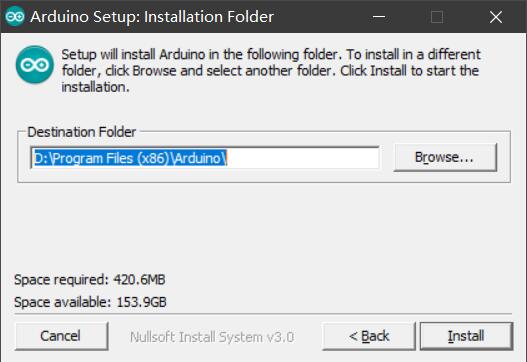 Arduino Setup: Installation Folder
Setup will install Arduino in the following folder. To install in a different
folder, click Browse and select another folder. Click Install to start the
installation.
Destination Folder
D:\Program Files (x86)\Arduino\
Browse...
Space required: 420.6MB
Space available: 153.9GB
Cancel
Nullsoft Install System v3.0
< Back
Install